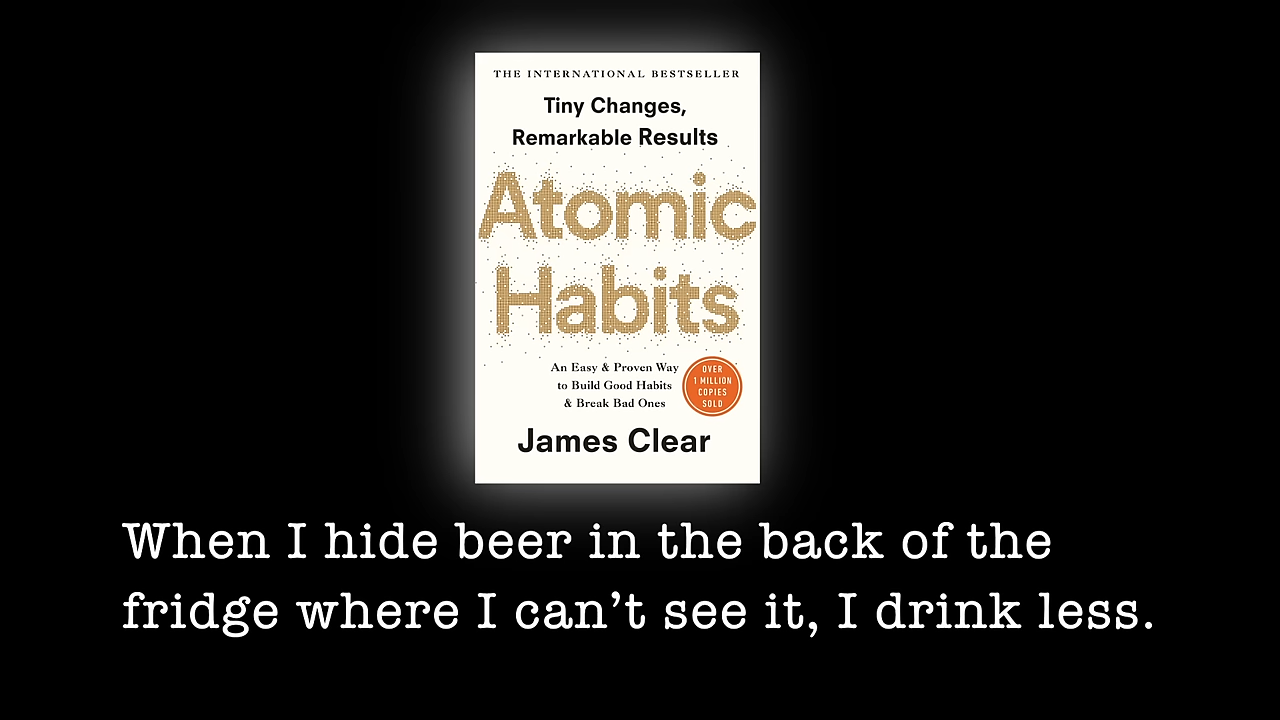 THE INTERNATIONAL BESTSELLER
Tiny Changes,
Remarkable Results
Atomic
Habits
An Easy & Proven Way
to Build Good Habits
& Break Bad Ones
OVER
1 MILLION
COPIES
SOLD
James Clear
When I hide beer in the back of the
fridge where I can’t see it, I drink less.